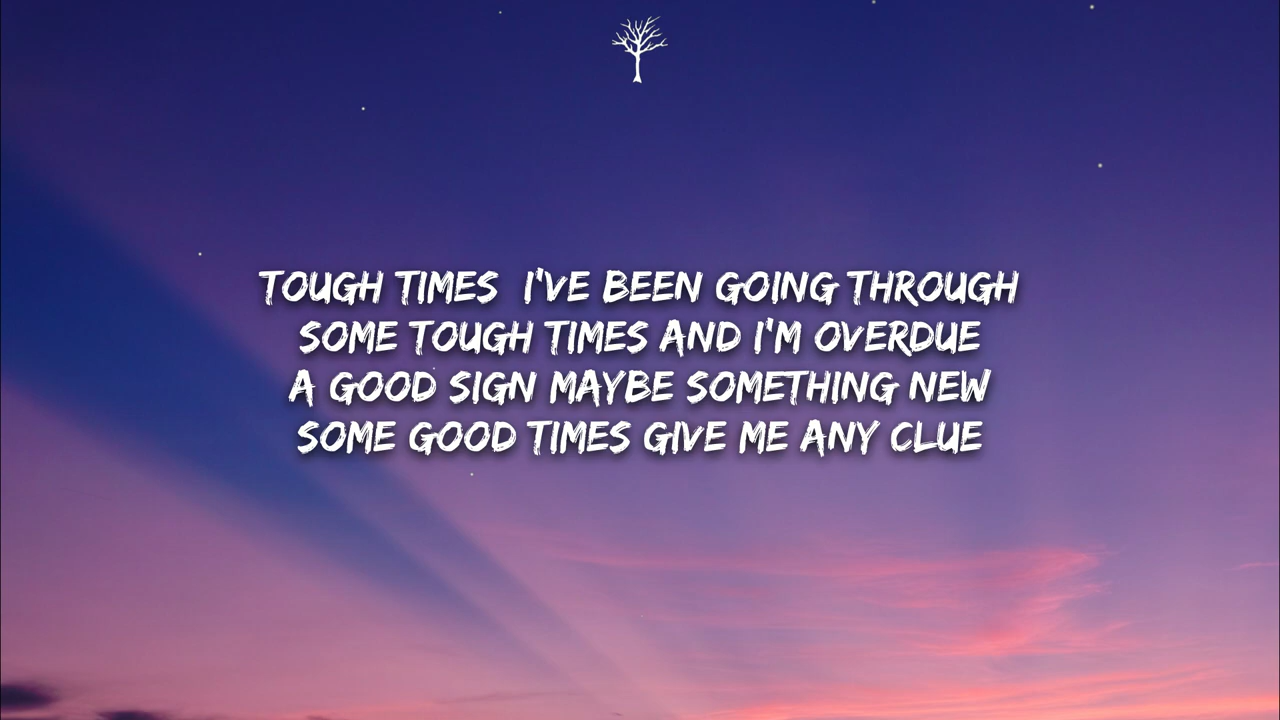 TOUGH TIMES  I'VE BEEN GOING THROUGH
SOME TOUGH TIMES AND I'M OVERDUE
A GOOD SIGN MAYBE SOMETHING NEW
SOME GOOD TIMES GIVE ME ANY CLUE